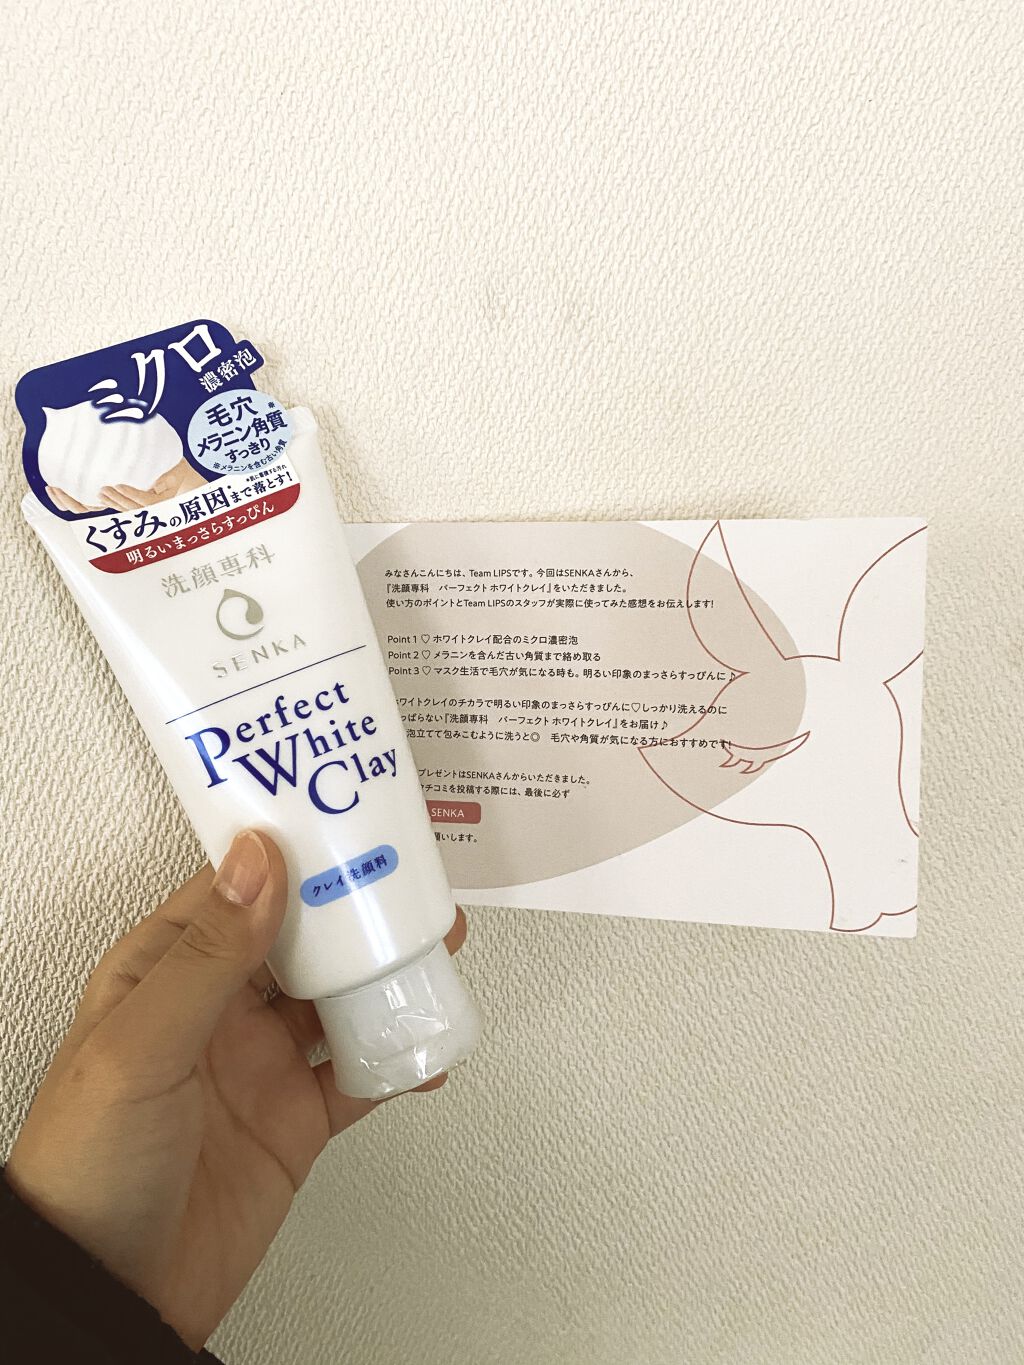 ミクロ
濃密泡
毛穴
メラニン角質※
すっきり
※メラニンを含む古い角質
くすみの原因*まで落とす!
明るいまっさらすっぴん
洗顔専科
SENKA
Perfect
White
Clay
クレイ洗顔料
みなさんこんにちは、Team LIPSです。今回はSENKAさんから、
『洗顔専科 パーフェクト ホワイトクレイ』をいただきました。
使い方のポイントとTeam LIPSのスタッフが実際に使ってみた感想をお伝えします!
Point 1 ♡ ホワイトクレイ配合のミクロ濃密泡
Point 2 ♡ メラニンを含んだ古い角質まで絡め取る
Point 3 ♡ マスク生活で毛穴が気になる時も。明るい印象のまっさらすっぴんに♪
ホワイトクレイのチカラで明るい印象のまっさらすっぴんに♡しっかり洗えるのに
っぱらない『洗顔専科 パーフェクト ホワイトクレイ』をお届け♪
泡立てて包みこむように洗うと◎ 毛穴や角質が気になる方におすすめです!
プレゼントはSENKAさんからいただきました。
クチコミを投稿する際には、最後に必ず
SENKA
願いします。